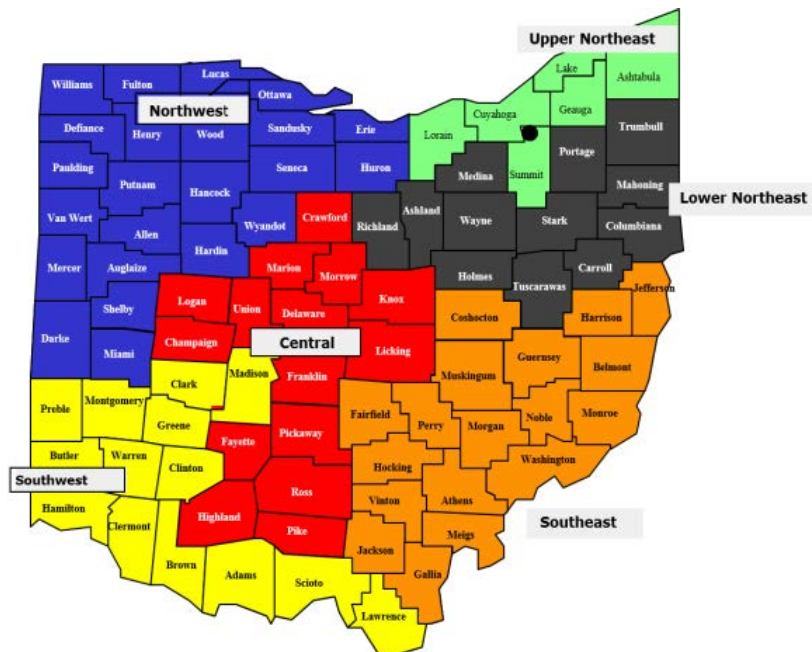 Upper Northeast
Lake
Ashtabula
Williams
Fulton
Lucas
Ottawa
Northwest
Cuyahoga
Geauga
Defiance
Henry
Wood
Sandusky
Erie
Lorain
Trumbull
Portage
Paulding
Seneca
Huron
Medina
Summit
Putnam
Hancock
Mahoning
Lower Northeast
Van Wert
Wyandot
Crawford
Richland
Ashland
Wayne
Stark
Columbiana
Allen
Hardin
Mercer
Auglaize
Marion
Morrow
Holmes
Carroll
Tuscarawas
Jefferson
Logan
Union
Knox
Shelby
Delaware
Coshocton
Harrison
Darke
Champaign
Central
Licking
Guernsey
Belmont
Miami
Madison
Franklin
Muskingum
Clark
Preble
Montgomery
Greene
Fairfield
Perry
Morgan
Noble
Monroe
Pickaway
Fayette
Butler
Warren
Clinton
Hocking
Washington
Southwest
Ross
Vinton
Athens
Hamilton
Highland
Pike
Southeast
Clermont
Jackson
Meigs
Brown
Adams
Scioto
Gallia
Lawrence